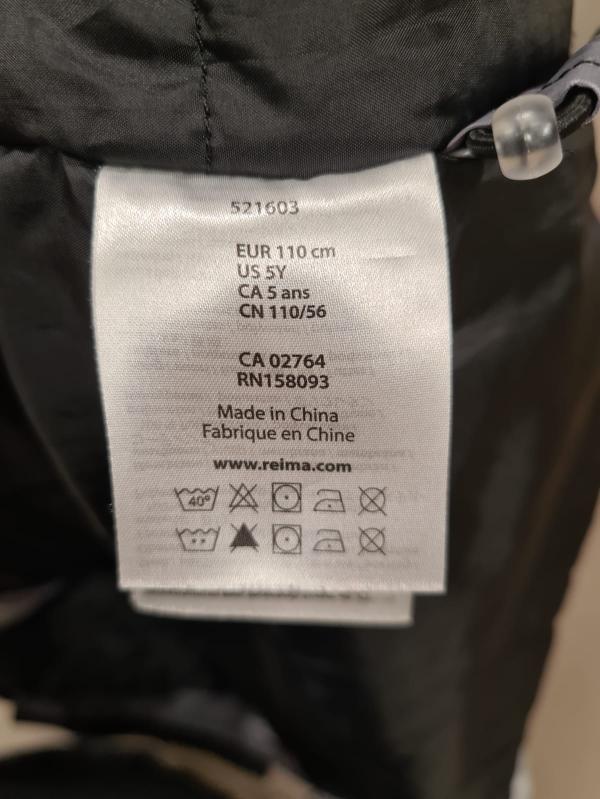 521603
EUR 110 cm
US 5Y
CA 5 ans
CN 110/56
CA 02764
RN158093
Made in China
Fabrique en Chine
www.reima.com
40°